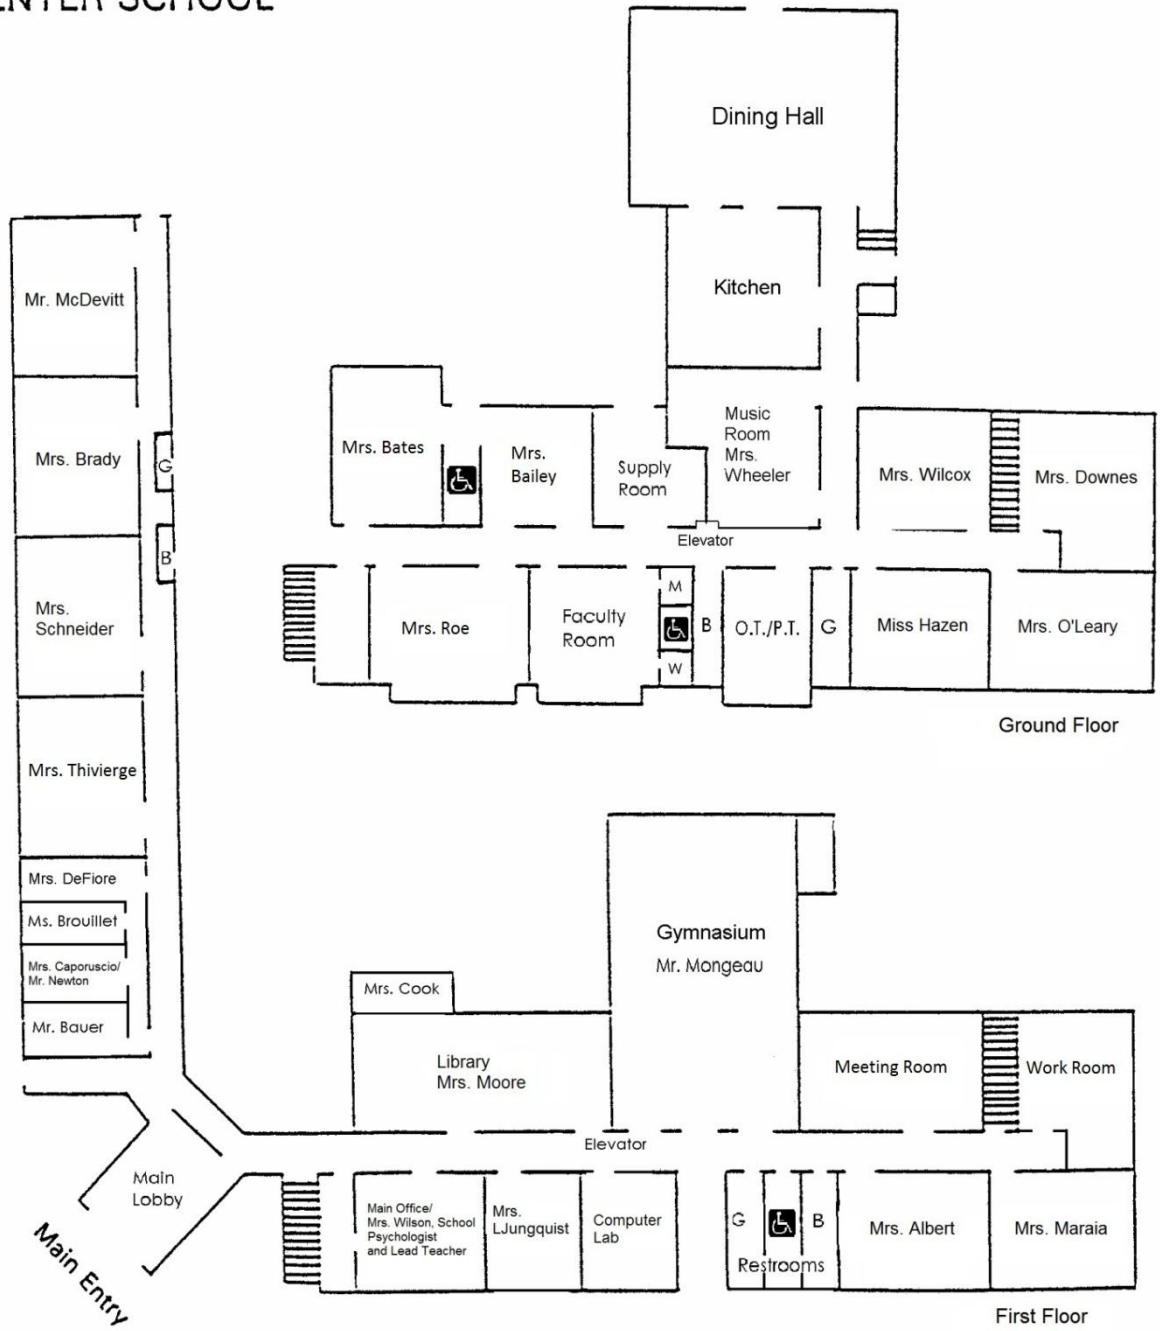 ENTER SCHOOL
Dining Hall
Kitchen
Music
Room
Mrs.
Wheeler
Mr. McDevitt
Mrs. Brady
G
B
Mrs.
Schneider
Mrs. Thivierge
Mrs. DeFiore
Ms. Brouillet
Mrs. Caporuscio/
Mr. Newton
Mr. Bauer
Mrs. Bates
Mrs.
Bailey
Supply
Room
Mrs. Wilcox
Mrs. Downes
Elevator
Mrs. Roe
Faculty
Room
M
W
B
O.T./P.T.
G
Miss Hazen
Mrs. O'Leary
Ground Floor
Gymnasium
Mr. Mongeau
Mrs. Cook
Library
Mrs. Moore
Meeting Room
Work Room
Elevator
Main
Lobby
Main Entry
Main Office/
Mrs. Wilson, School
Psychologist
and Lead Teacher
Mrs.
LJungquist
Computer
Lab
G
B
Restrooms
Mrs. Albert
Mrs. Maraia
First Floor